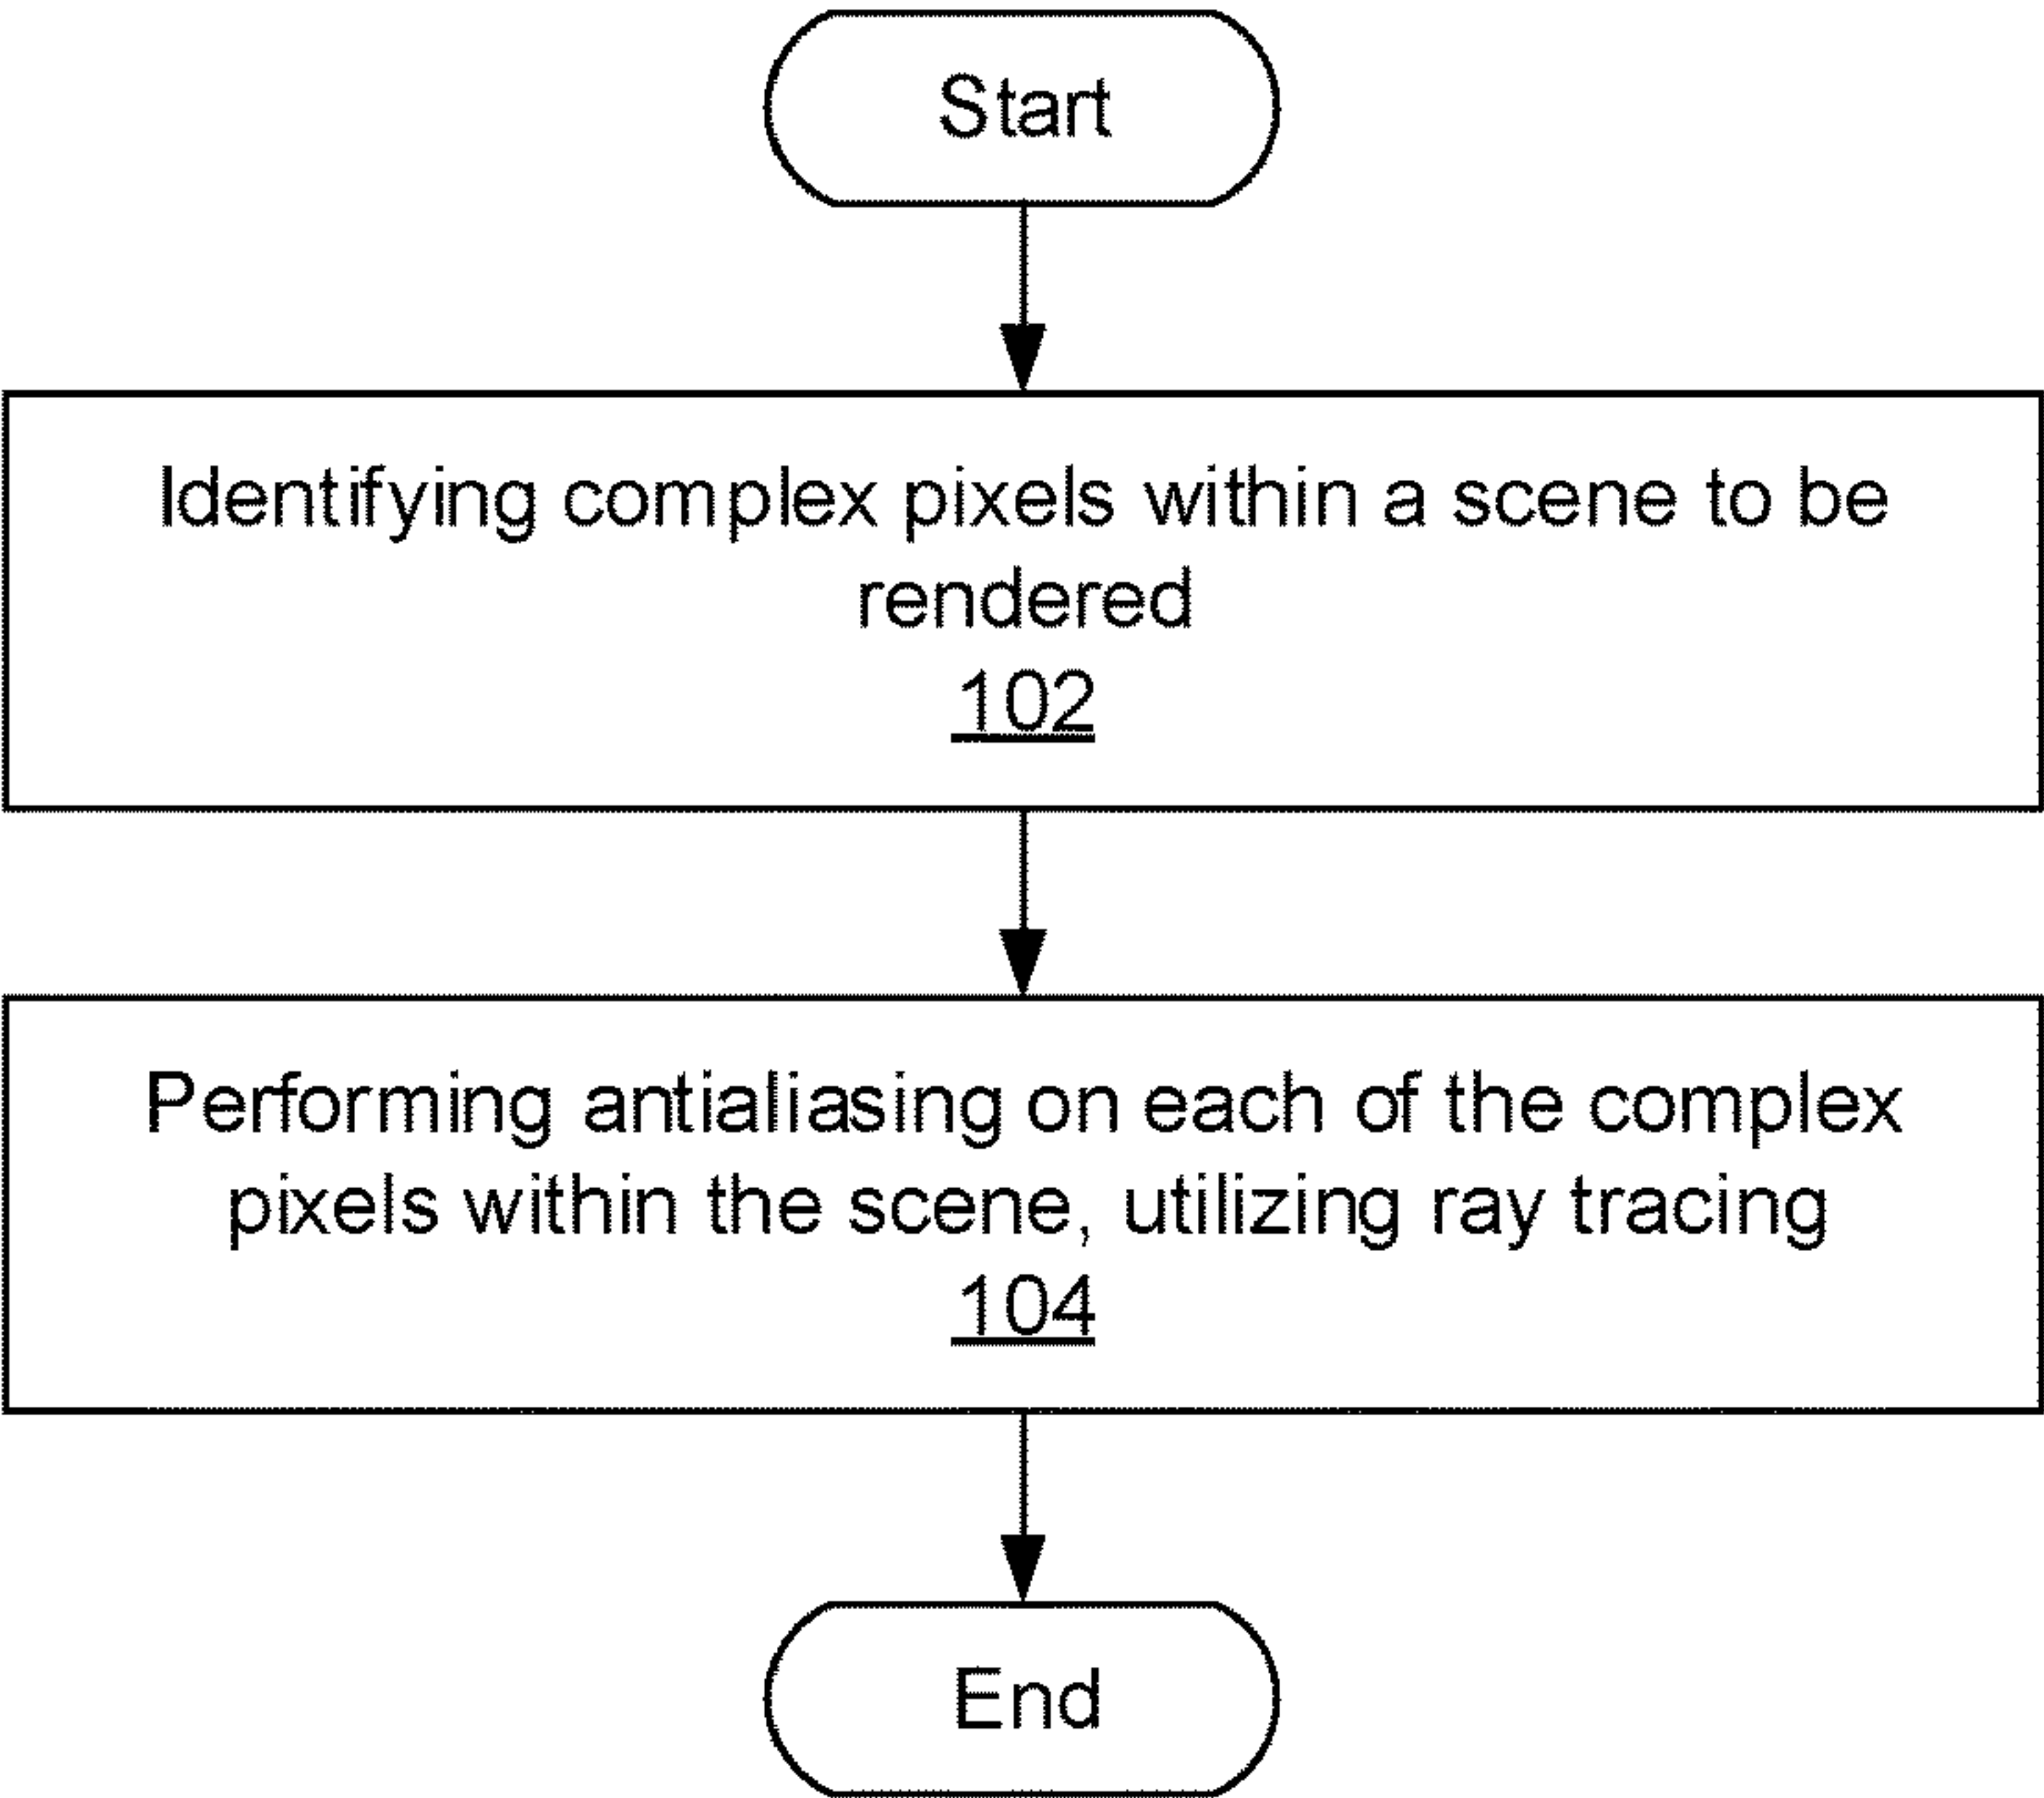 Start
Identifying complex pixels within a scene to be
rendered
102
Performing antialiasing on each of the complex
pixels within the scene, utilizing ray tracing
104
End